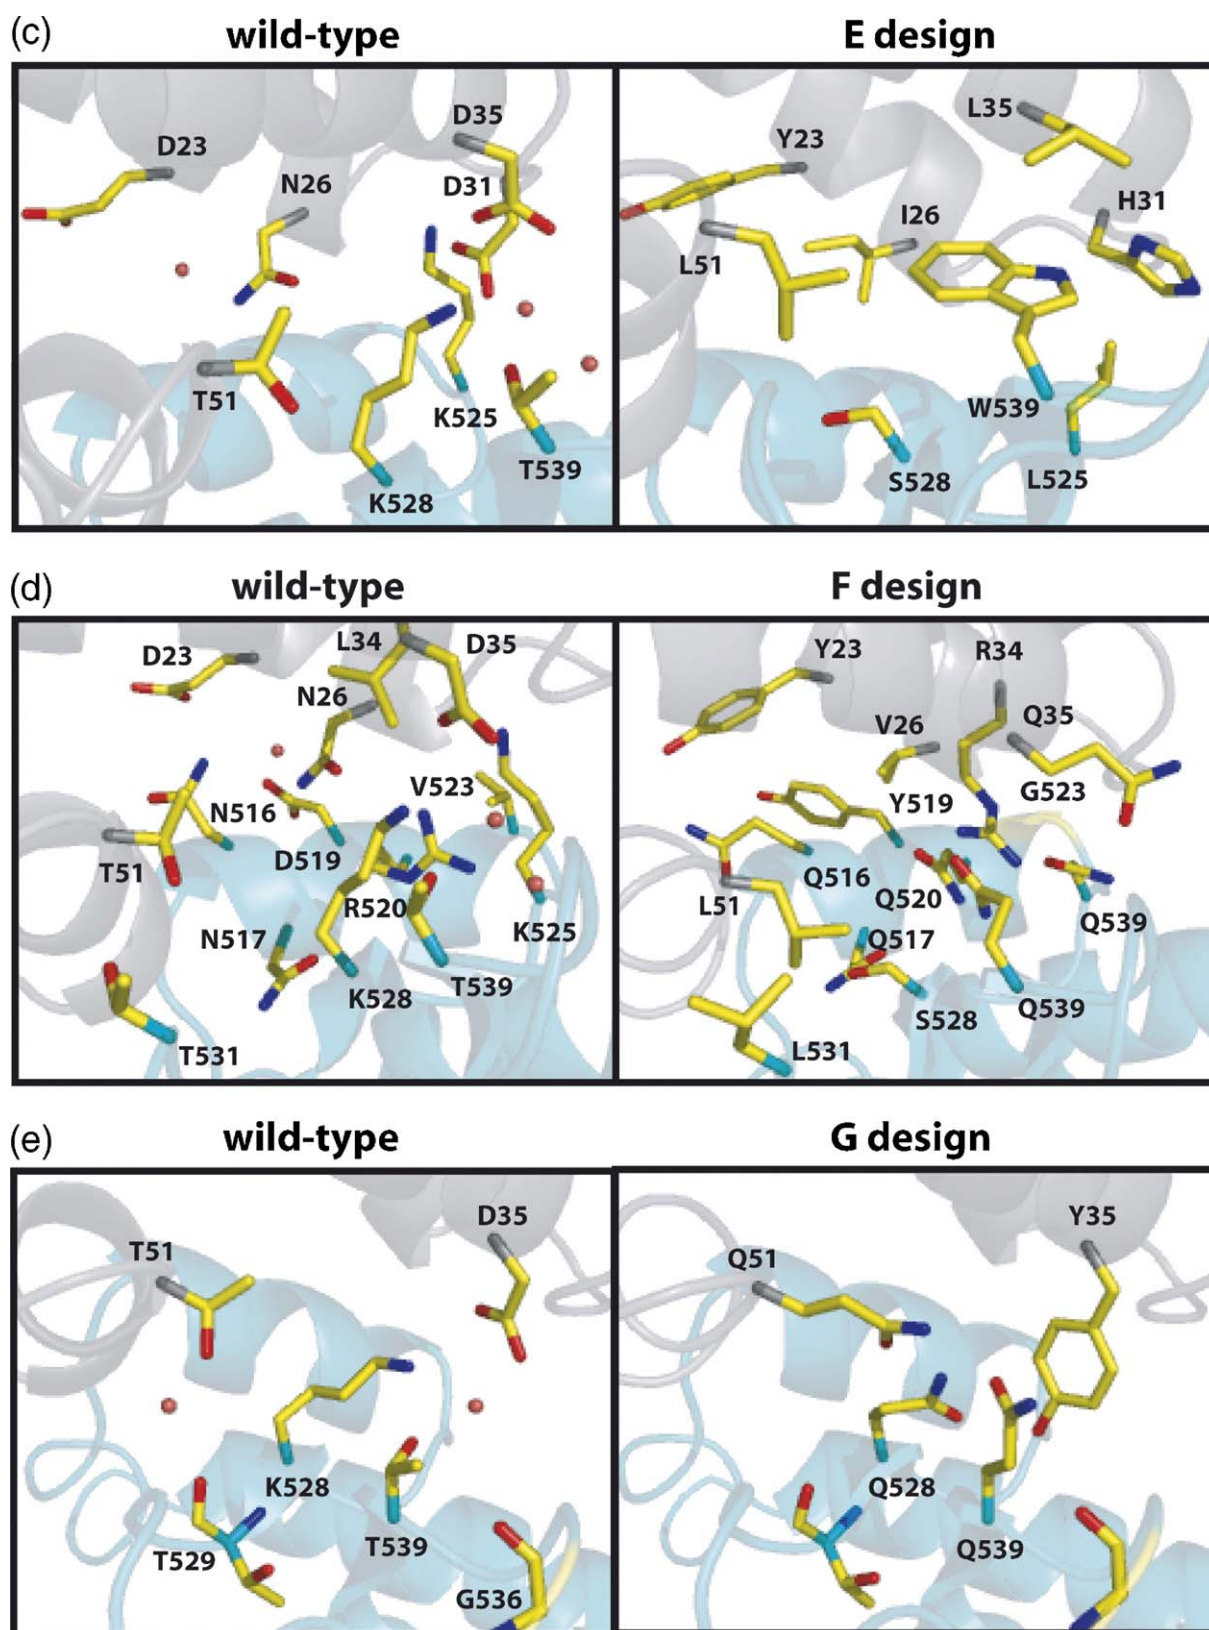 (c)
wild-type
E design
D23
N26
D35
D31
T51
K525
K528
T539
Y23
L35
I26
H31
L51
W539
S528
L525
(d)
wild-type
F design
D23
L34
D35
N26
V523
N516
T51
D519
R520
K525
N517
K528
T539
T531
Y23
R34
V26
Q35
Y519
G523
Q516
Q520
L51
Q539
Q517
S528
Q539
L531
(e)
wild-type
G design
T51
D35
K528
T529
T539
G536
Y35
Q51
Q528
Q539